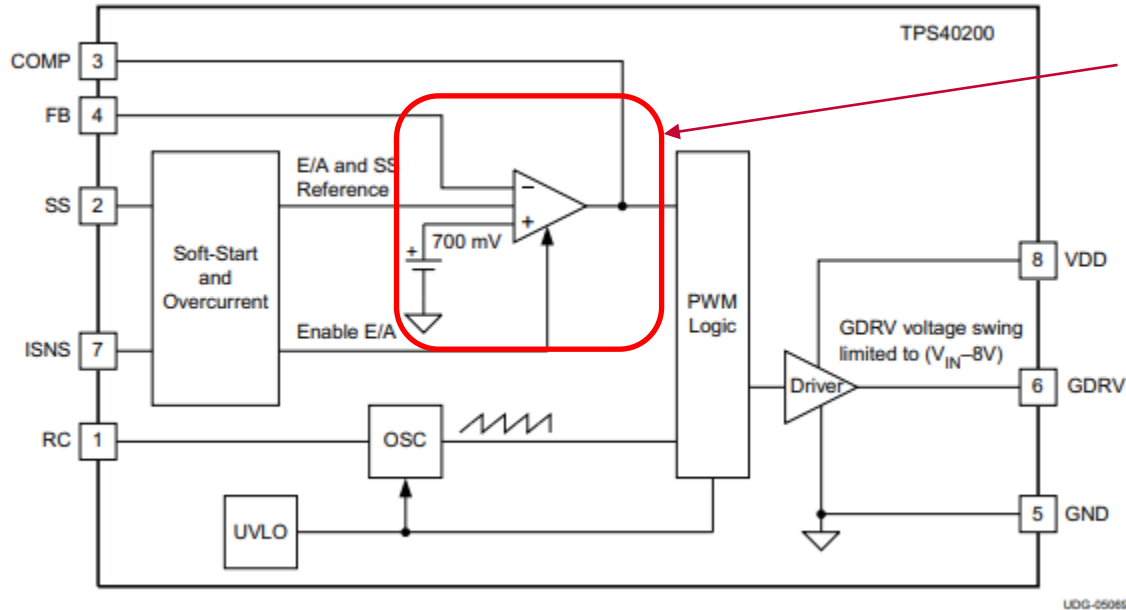 TPS40200
COMP 3
FB 4
E/A and SS
Reference
SS 2
−
+
700 mV
+
Soft-Start
and
Overcurrent
8 VDD
PWM
Logic
GDRV voltage swing
limited to (VIN–8V)
ISNS 7
Enable E/A
Driver
6 GDRV
RC 1
OSC
UVLO
5 GND
UDG-05069